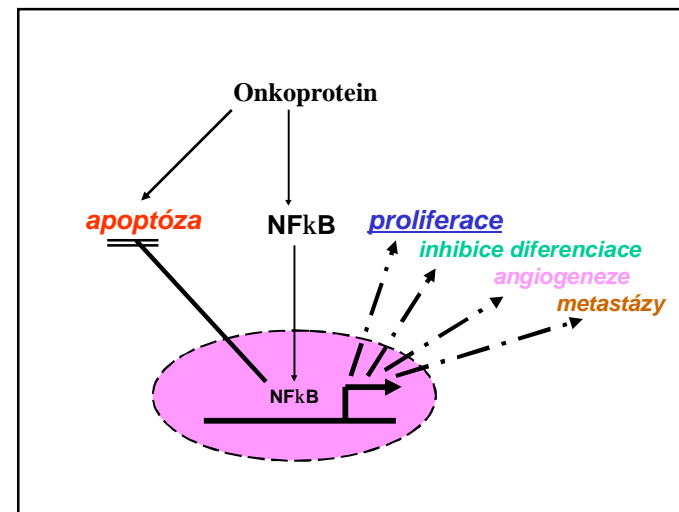 Onkoprotein
apoptóza
NFkB
proliferace
inhibice diferenciace
angiogeneze
metastázy
NFkB